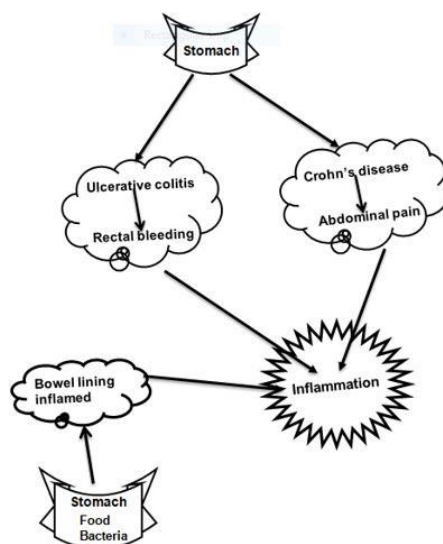 Stomach
Ulcerative colitis
Rectal bleeding
Crohn's disease
Abdominal pain
Inflammation
Bowel lining
inflamed
Stomach
Food
Bacteria